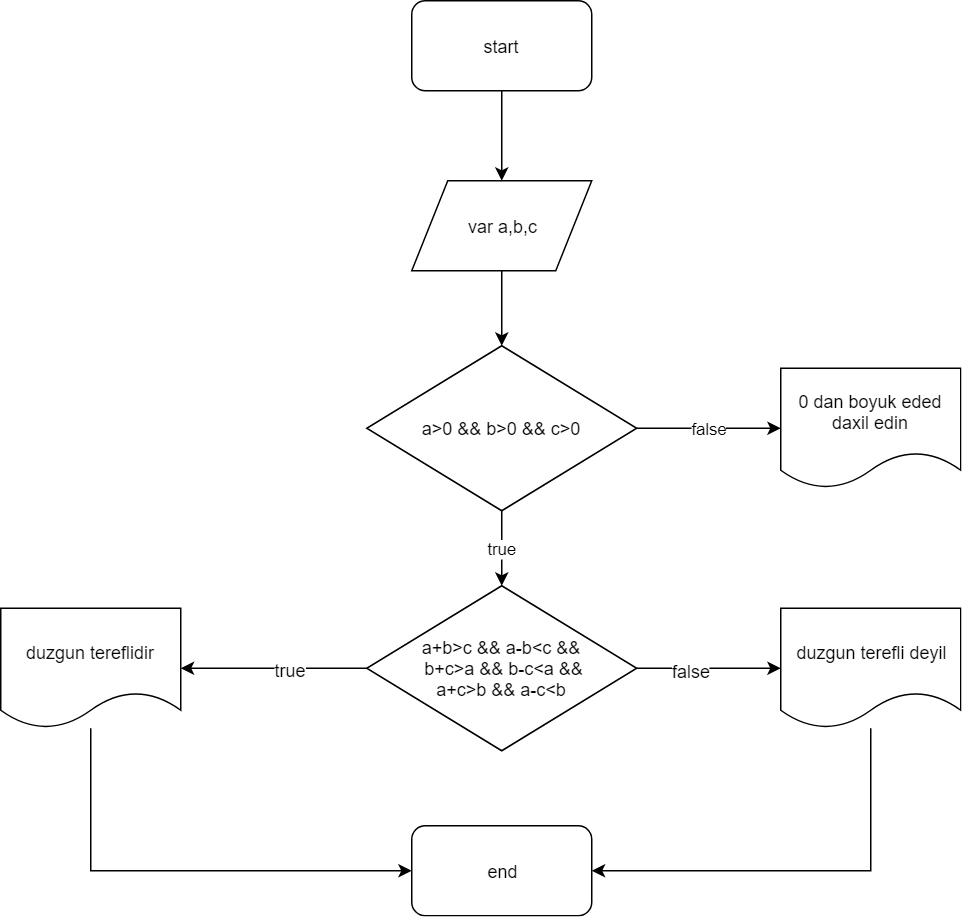 start
var a,b,c
a>0 && b>0 && c>0
false
0 dan boyuk eded
daxil edin
true
duzgun tereflidir
true
a+b>c && a-b<c &&
b+c>a && b-c<a &&
a+c>b && a-c<b
false
duzgun terefli deyil
end